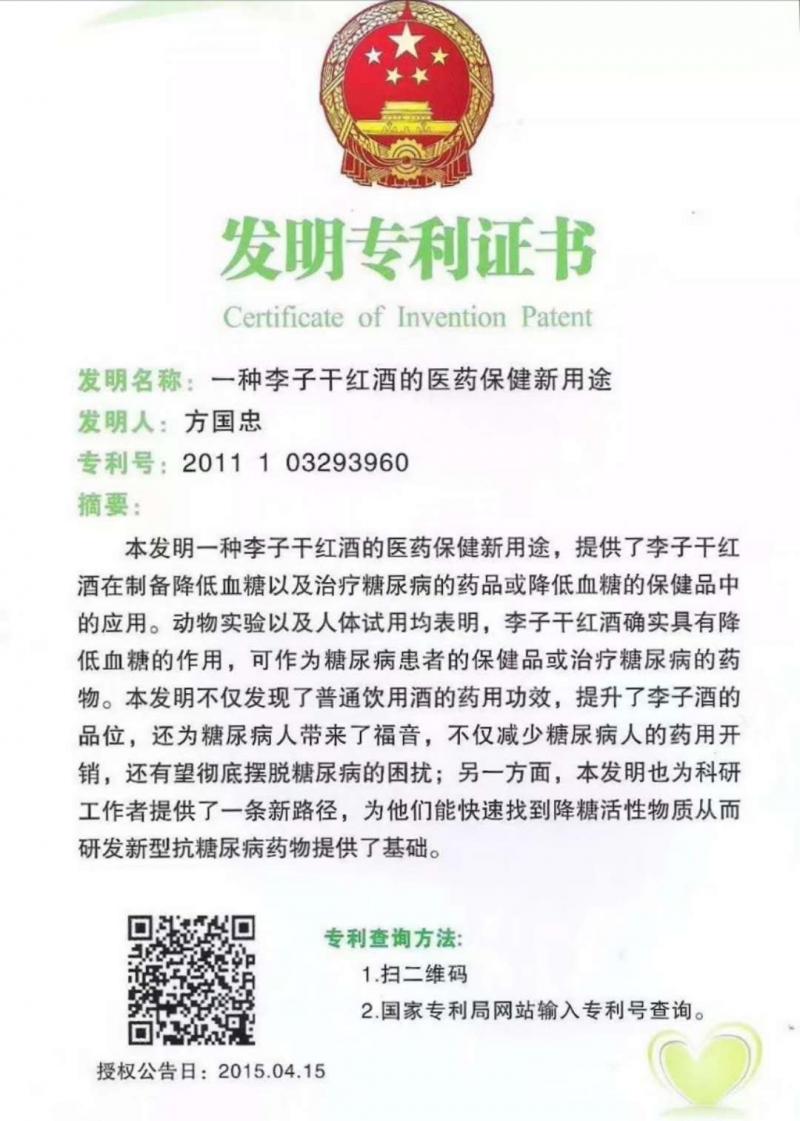 发明专利证书
Certificate of Invention Patent
发明名称：一种李子干红酒的医药保健新用途
发明人：方国忠
专利号：2011 1 03293960
摘要：
本发明一种李子干红酒的医药保健新用途，提供了李子干红
酒在制备降低血糖以及治疗糖尿病的药品或降低血糖的保健品中
的应用。动物实验以及人体试用均表明，李子干红酒确实具有降
低血糖的作用，可作为糖尿病患者的保健品或治疗糖尿病的药
物。本发明不仅发现了普通饮用酒的药用功效，提升了李子酒的
品位，还为糖尿病人带来了福音，不仅减少糖尿病人的药用开
销，还有望彻底摆脱糖尿病的困扰；另一方面，本发明也为科研
工作者提供了一条新路径，为他们能快速找到降糖活性物质从而
研发新型抗糖尿病药物提供了基础。
专利查询方法：
1.扫二维码
2.国家专利局网站输入专利号查询。
授权公告日：2015.04.15